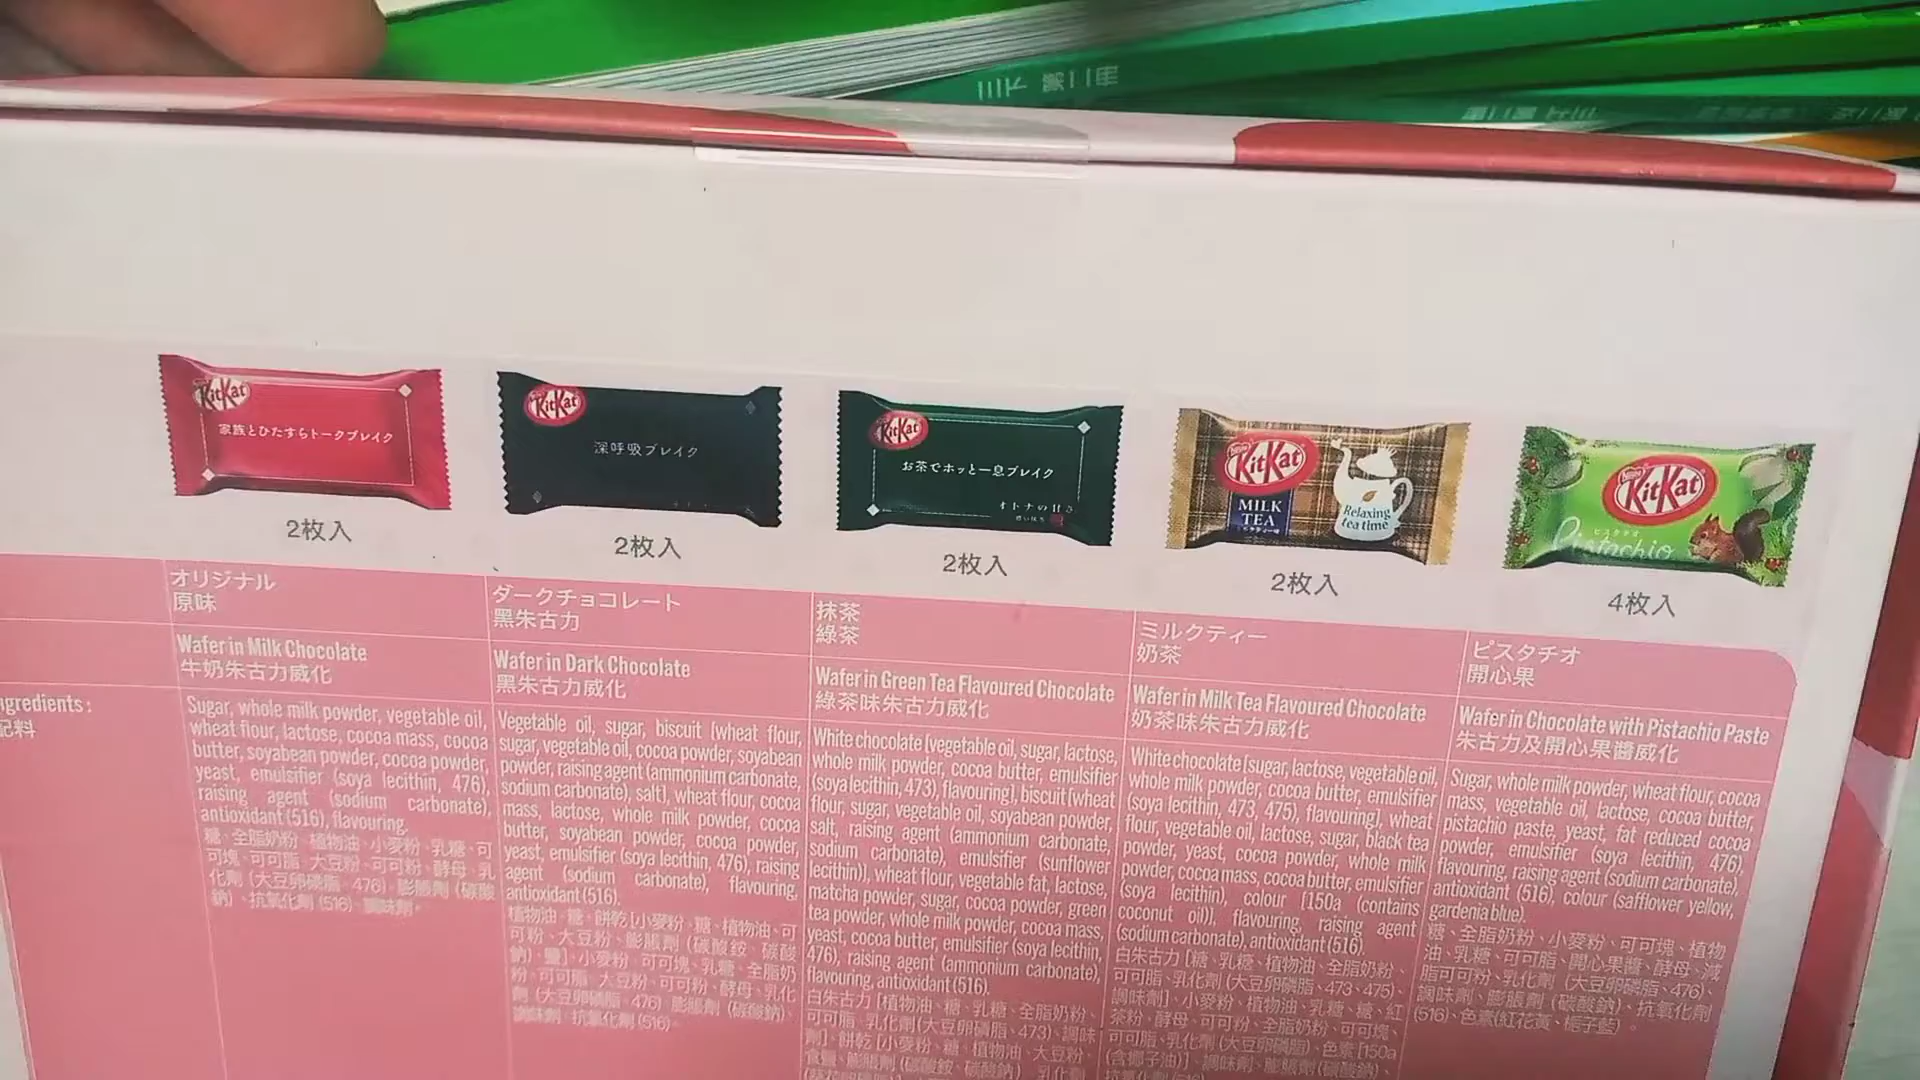 KitKat
家族とひたすらトークブレイク
2枚入
KitKat
深呼吸ブレイク
2枚入
KitKat
お茶でホッと一息ブレイク
オトナの甘さ
2枚入
KitKat
MILK
TEA
Relaxing
tea time
2枚入
KitKat
ピスタチオ
Pistachio
4枚入
オリジナル
原味
Wafer in Milk Chocolate
牛奶朱古力威化
ngredients :
配料
Sugar, whole milk powder, vegetable oil,
wheat flour, lactose, cocoa mass, cocoa
butter, soyabean powder, cocoa powder,
yeast, emulsifier (soya lecithin, 476),
raising agent (sodium carbonate),
antioxidant (516), flavouring.
糖、全脂奶粉、植物油、小麥粉、乳糖、可
可塊、可可脂、大豆粉、可可粉、酵母、乳
化劑 (大豆卵磷脂、476)、膨脹劑 (碳酸
鈉)、抗氧化劑 (516)、調味劑。
ダークチョコレート
黑朱古力
Wafer in Dark Chocolate
黑朱古力威化
Vegetable oil, sugar, biscuit [wheat flour,
sugar, vegetable oil, cocoa powder, soyabean
powder, raising agent (ammonium carbonate,
sodium carbonate), salt], wheat flour, cocoa
mass, lactose, whole milk powder, cocoa
butter, soyabean powder, cocoa powder,
yeast, emulsifier (soya lecithin, 476), raising
agent (sodium carbonate), flavouring,
antioxidant (516).
植物油、糖、餅乾 [小麥粉、糖、植物油、可
可粉、大豆粉、膨脹劑 (碳酸銨、碳酸
鈉)、鹽]、小麥粉、可可塊、乳糖、全脂奶
粉、可可脂、大豆粉、可可粉、酵母、乳化
劑 (大豆卵磷脂、476)、膨脹劑 (碳酸鈉)、
調味劑、抗氧化劑 (516)。
抹茶
綠茶
Wafer in Green Tea Flavoured Chocolate
綠茶味朱古力威化
White chocolate [vegetable oil, sugar, lactose,
whole milk powder, cocoa butter, emulsifier
(soya lecithin, 473), flavouring], biscuit [wheat
flour, sugar, vegetable oil, soyabean powder,
salt, raising agent (ammonium carbonate,
sodium carbonate), emulsifier (sunflower
lecithin)], wheat flour, vegetable fat, lactose,
matcha powder, sugar, cocoa powder, green
tea powder, whole milk powder, cocoa mass,
yeast, cocoa butter, emulsifier (soya lecithin,
476), raising agent (ammonium carbonate),
flavouring, antioxidant (516).
白朱古力 [植物油、糖、乳糖、全脂奶粉、
可可脂、乳化劑 (大豆卵磷脂、473)、調味
劑]、餅乾 [小麥粉、糖、植物油、大豆粉、
食鹽、膨脹劑 (碳酸銨、碳酸鈉)、乳化劑
ミルクティー
奶茶
Wafer in Milk Tea Flavoured Chocolate
奶茶味朱古力威化
White chocolate [sugar, lactose, vegetable oil,
whole milk powder, cocoa butter, emulsifier
(soya lecithin, 473, 475), flavouring], wheat
flour, vegetable oil, lactose, sugar, black tea
powder, yeast, cocoa powder, whole milk
powder, cocoa mass, cocoa butter, emulsifier
(soya lecithin), colour [150a (contains
coconut oil)], flavouring, raising agent
(sodium carbonate), antioxidant (516).
白朱古力 [糖、乳糖、植物油、全脂奶粉、
可可脂、乳化劑 (大豆卵磷脂、473、475)、
調味劑]、小麥粉、植物油、乳糖、糖、紅
茶粉、酵母、可可粉、全脂奶粉、可可塊、
可可脂、乳化劑 (大豆卵磷脂)、色素 [150a
(含椰子油)]、調味劑、膨脹劑 (碳酸鈉)、
ピスタチオ
開心果
Wafer in Chocolate with Pistachio Paste
朱古力及開心果醬威化
Sugar, whole milk powder, wheat flour, cocoa
mass, vegetable oil, lactose, cocoa butter,
pistachio paste, yeast, fat reduced cocoa
powder, emulsifier (soya lecithin, 476),
flavouring, raising agent (sodium carbonate),
antioxidant (516), colour (safflower yellow,
gardenia blue).
糖、全脂奶粉、小麥粉、可可塊、植物
油、乳糖、可可脂、開心果醬、酵母、減
脂可可粉、乳化劑 (大豆卵磷脂、476)、
調味劑、膨脹劑 (碳酸鈉)、抗氧化劑
(516)、色素(紅花黃、梔子藍) 。